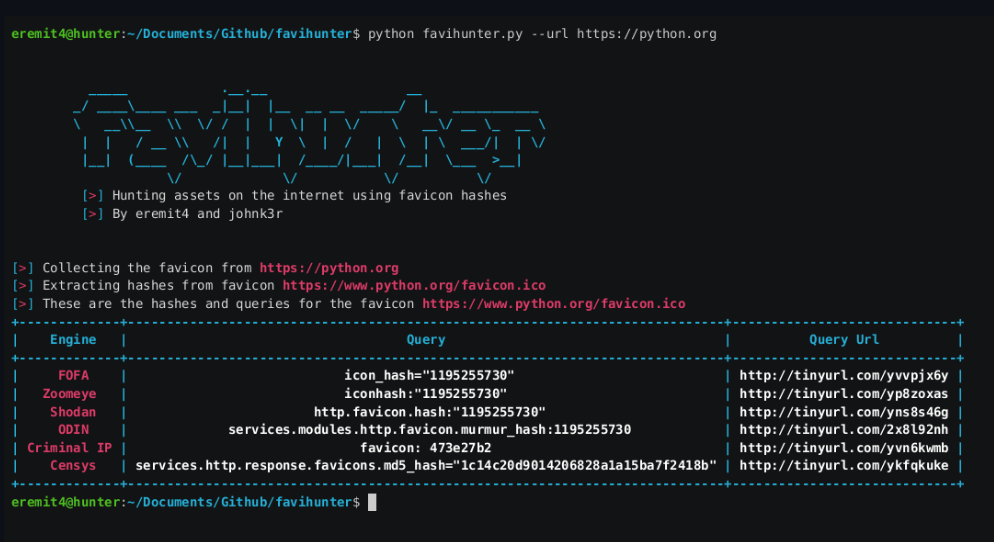 eremit4@hunter:~/Documents/Github/favihunter$ python favihunter.py --url https://python.org
favihunter
[>] Hunting assets on the internet using favicon hashes
[>] By eremit4 and johnk3r
[>] Collecting the favicon from https://python.org
[>] Extracting hashes from favicon https://www.python.org/favicon.ico
[>] These are the hashes and queries for the favicon https://www.python.org/favicon.ico
| Engine | Query | Query Url |
| FOFA | icon_hash="1195255730" | http://tinyurl.com/yvvpjx6y |
| Zoomeye | iconhash:"1195255730" | http://tinyurl.com/yp8zoxas |
| Shodan | http.favicon.hash:"1195255730" | http://tinyurl.com/yns8s46g |
| ODIN | services.modules.http.favicon.murmur_hash:1195255730 | http://tinyurl.com/2x8l92nh |
| Criminal IP | favicon: 473e27b2 | http://tinyurl.com/yvn6kwmb |
| Censys | services.http.response.favicons.md5_hash="1c14c20d9014206828a1a15ba7f2418b" | http://tinyurl.com/ykfqkuke |
eremit4@hunter:~/Documents/Github/favihunter$